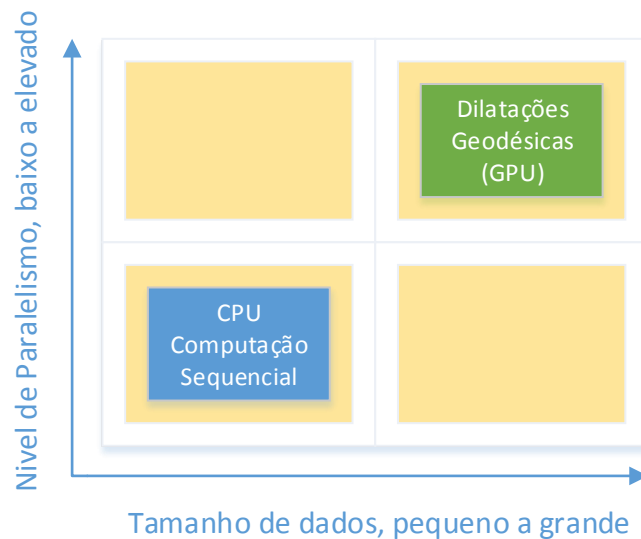 Nivel de Paralelismo, baixo a elevado
Dilatações
Geodésicas
(GPU)
CPU
Computação
Sequencial
Tamanho de dados, pequeno a grande